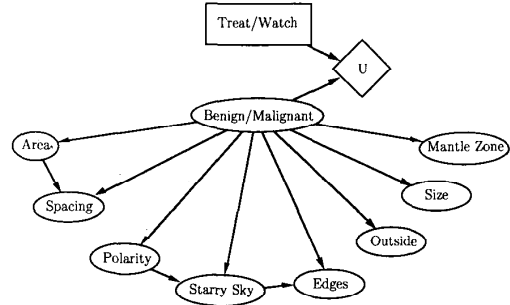 Treat/Watch
U
Benign/Malignant
Area.
Mantle Zone
Spacing
Size
Outside
Polarity
Starry Sky
Edges